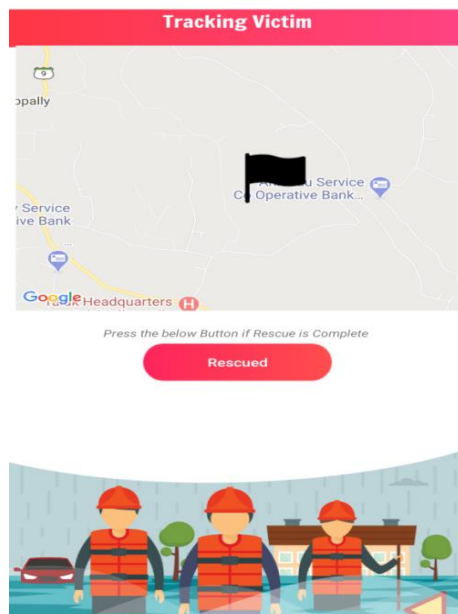 Tracking Victim
9
opally
u Service
Co Operative Bank...
Service
ive Bank
Google
Headquarters
H
Press the below Button if Rescue is Complete
Rescued